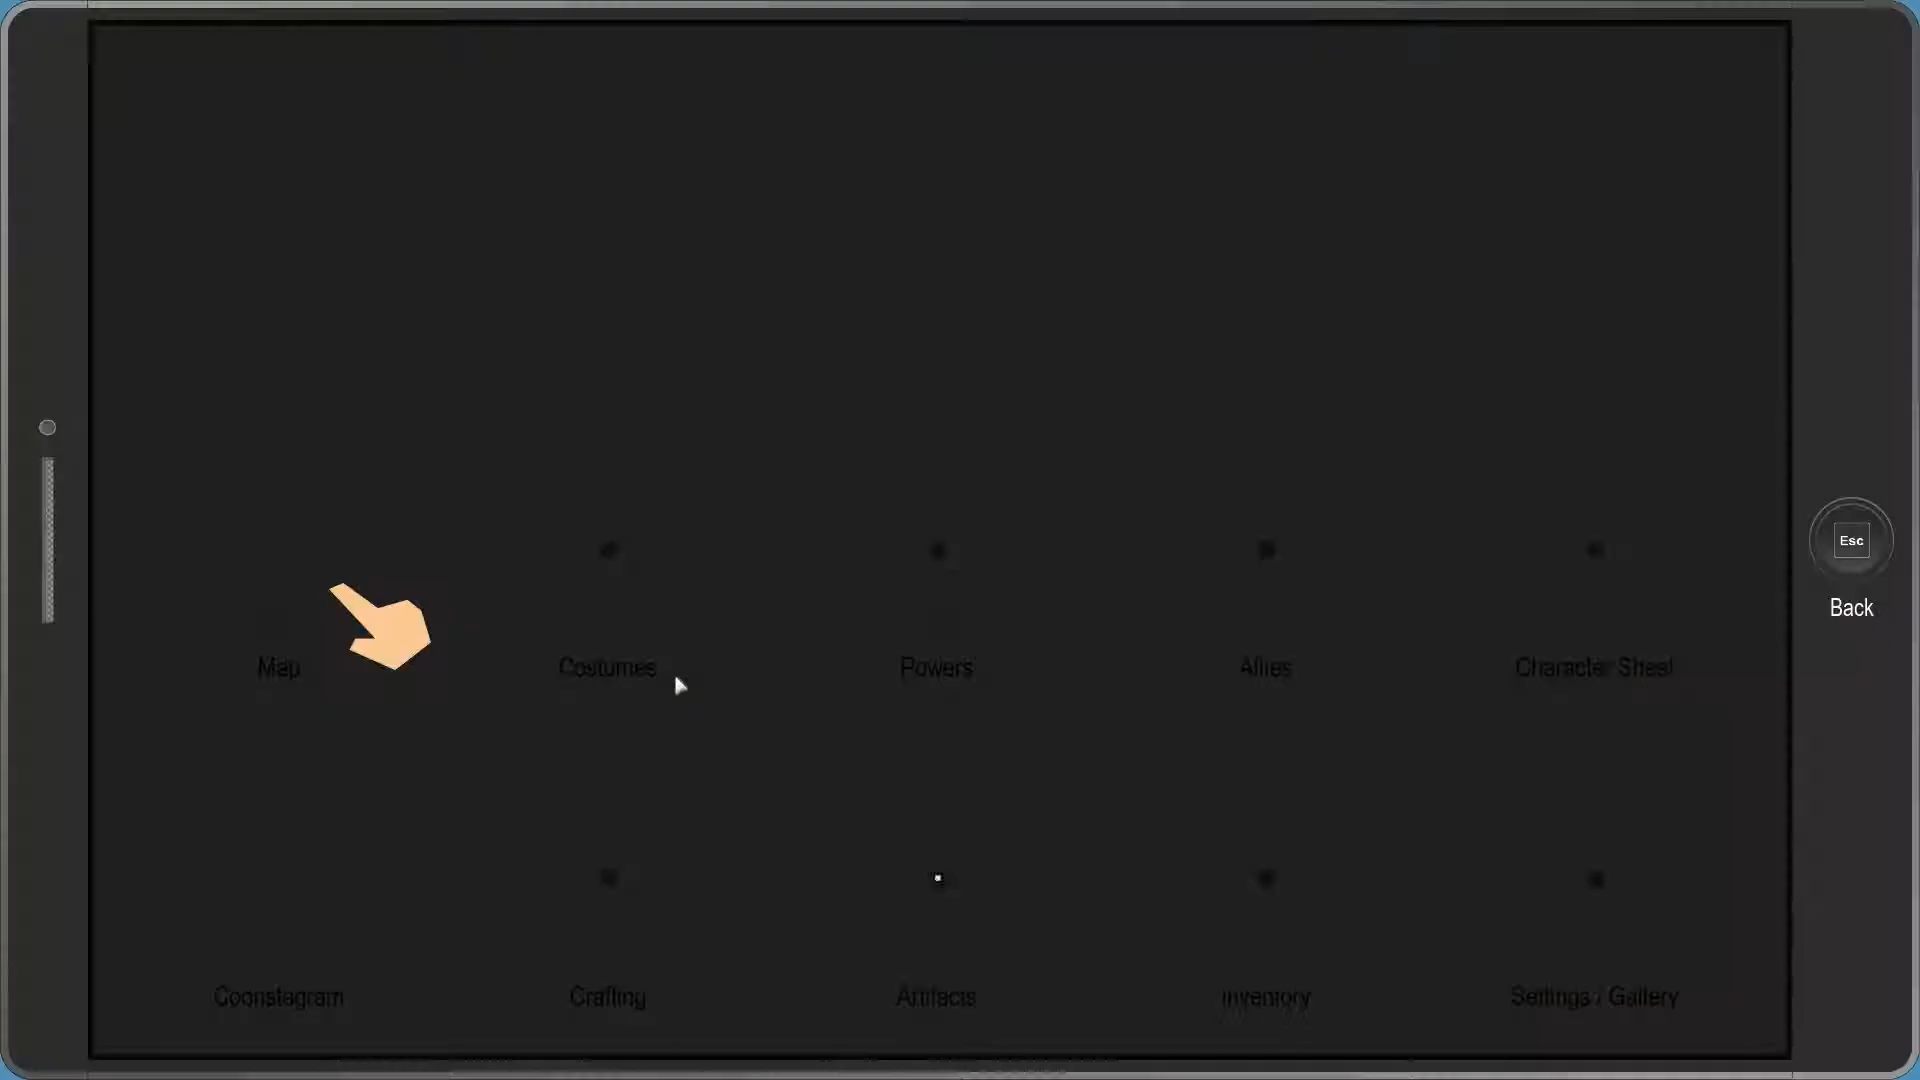 Esc
Back
Map Costumes Powers Allies Character Sheet
Coonstagram Crafting Artifacts Inventory Settings / Gallery